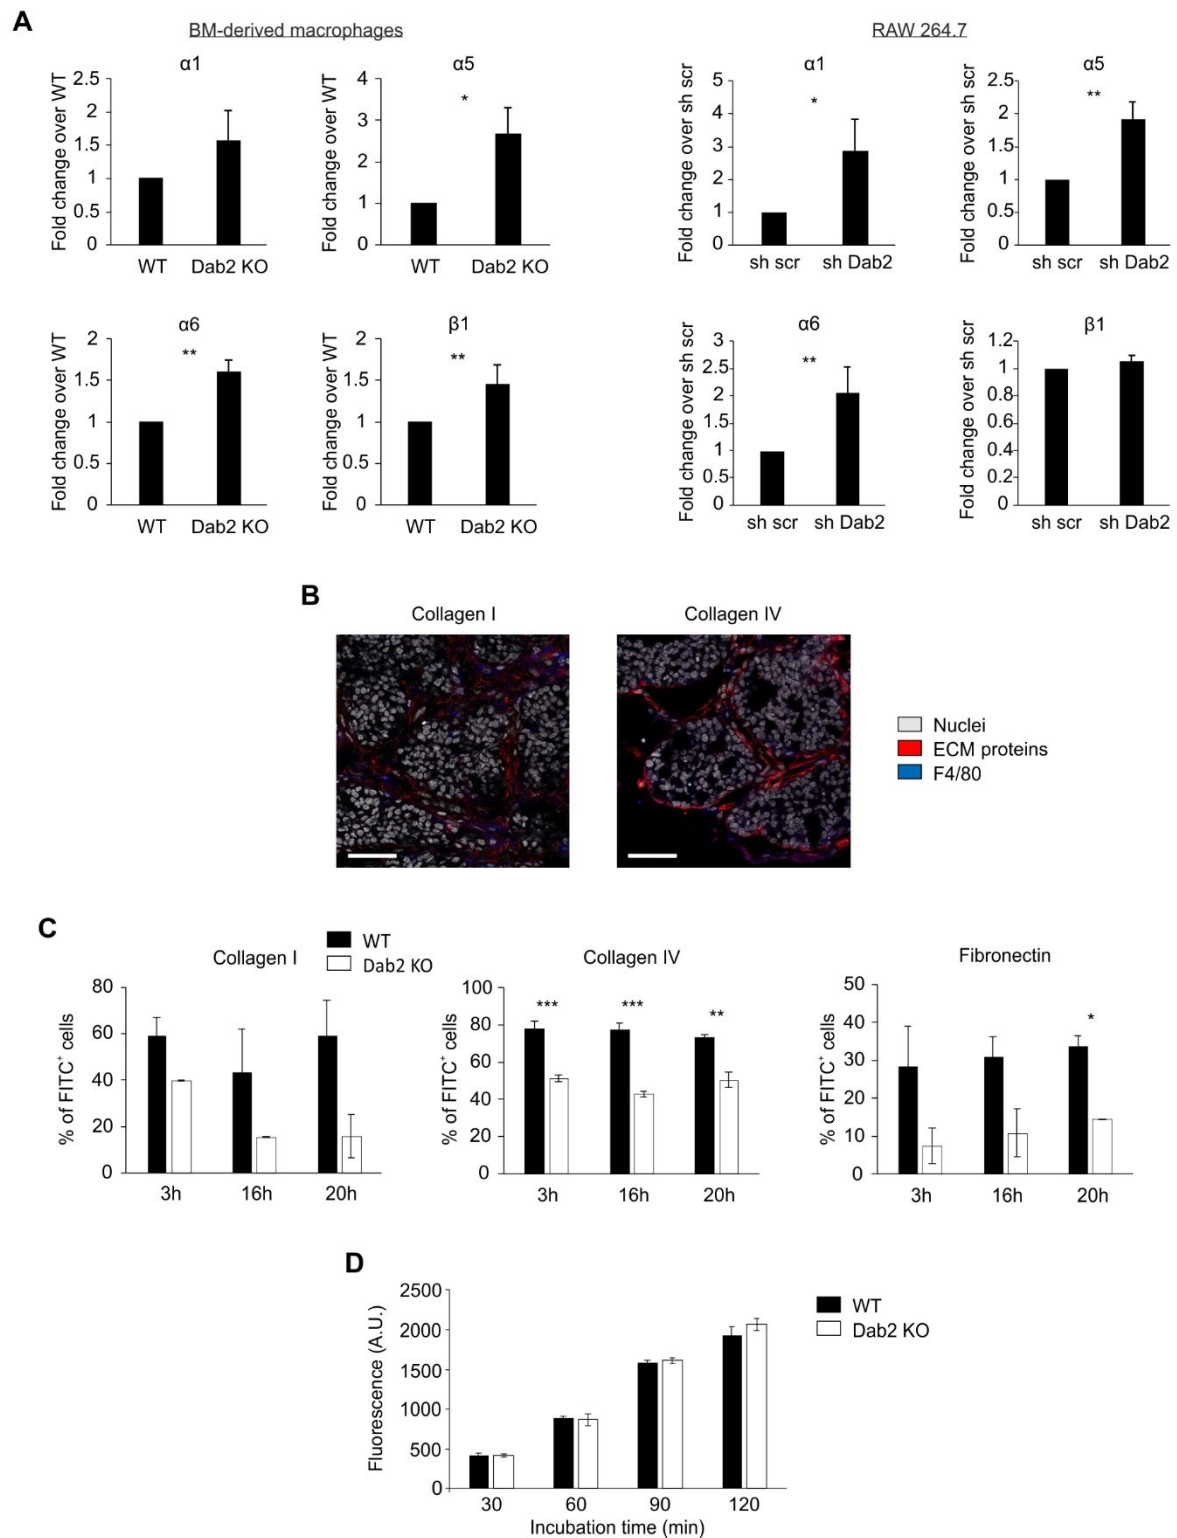 A
BM-derived macrophages
RAW 264.7
α1
Fold change over WT
2.5
2
1.5
1
0.5
0
WT Dab2 KO
α5
*
Fold change over WT
4
3
2
1
0
WT Dab2 KO
α1
*
Fold change over sh scr
5
4
3
2
1
0
sh scr sh Dab2
α5
**
Fold change over sh scr
2.5
2
1.5
1
0.5
0
sh scr sh Dab2
α6
**
Fold change over WT
2
1.5
1
0.5
0
WT Dab2 KO
β1
**
Fold change over WT
2
1.5
1
0.5
0
WT Dab2 KO
α6
**
Fold change over sh scr
3
2.5
2
1.5
1
0.5
0
sh scr sh Dab2
β1
Fold change over sh scr
1.2
1
0.8
0.6
0.4
0.2
0
sh scr sh Dab2
B
Collagen I
Collagen IV
Nuclei
ECM proteins
F4/80
C
WT
Dab2 KO
Collagen I
% of FITC+ cells
80
60
40
20
0
3h 16h 20h
Collagen IV
*** *** **
% of FITC+ cells
100
80
60
40
20
0
3h 16h 20h
Fibronectin
*
% of FITC+ cells
50
40
30
20
10
0
3h 16h 20h
D
WT
Dab2 KO
Fluorescence (A.U.)
2500
2000
1500
1000
500
0
30 60 90 120
Incubation time (min)